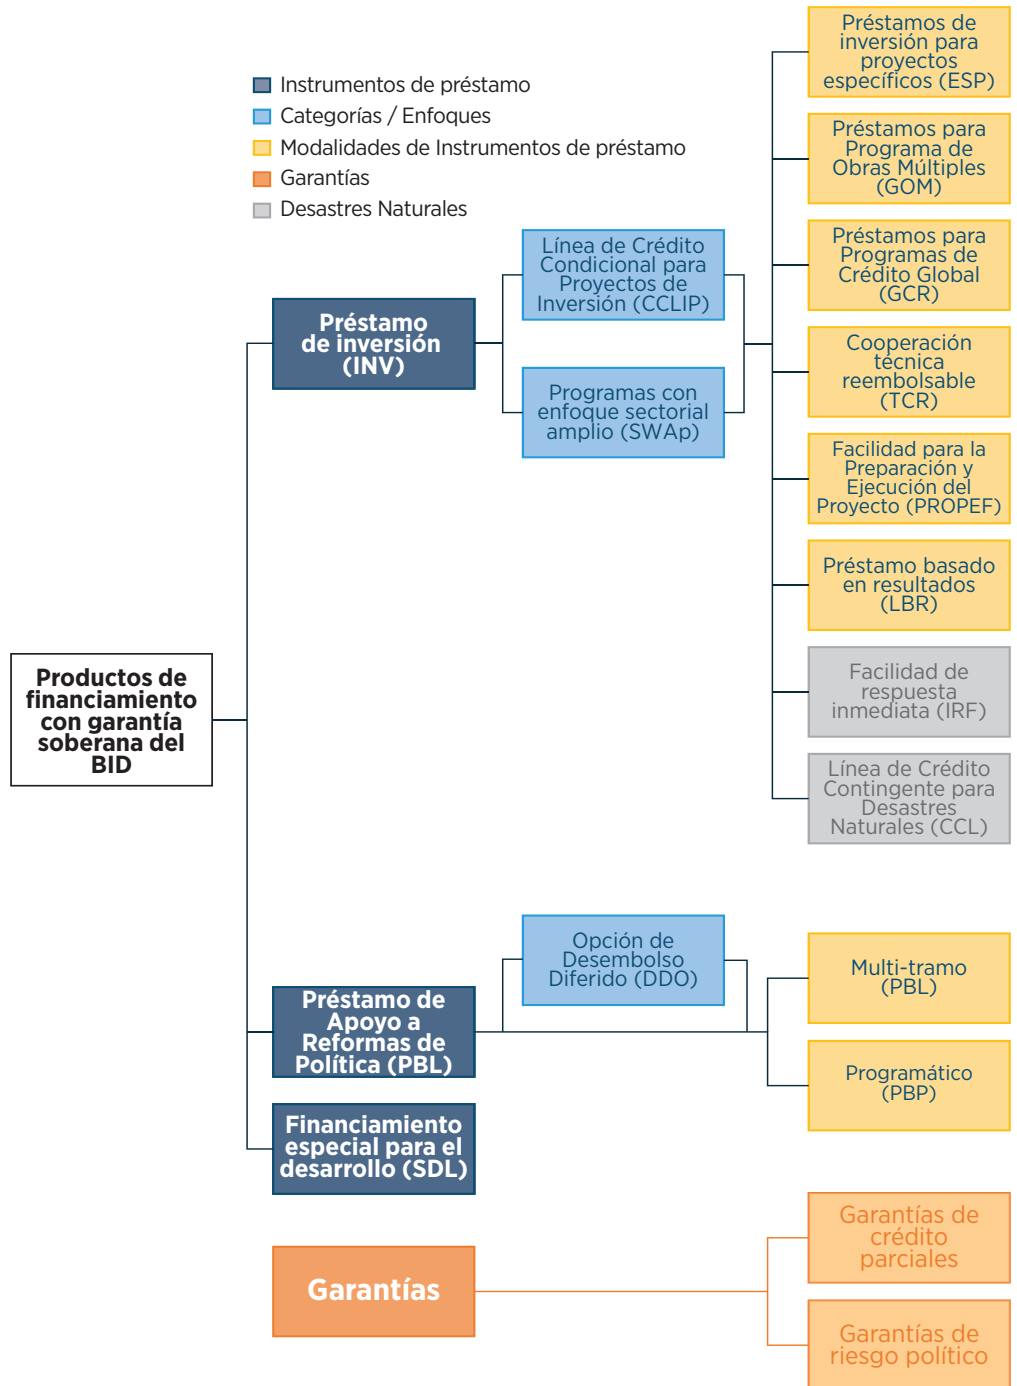 Instrumentos de préstamo
Categorías / Enfoques
Modalidades de Instrumentos de préstamo
Garantías
Desastres Naturales
Productos de
financiamiento
con garantía
soberana del
BID
Préstamo
de inversión
(INV)
Línea de Crédito
Condicional para
Proyectos de
Inversión (CCLIP)
Programas con
enfoque sectorial
amplio (SWAp)
Préstamos de
inversión para
proyectos
específicos (ESP)
Préstamos para
Programa de
Obras Múltiples
(GOM)
Préstamos para
Programas de
Crédito Global
(GCR)
Cooperación
técnica
reembolsable
(TCR)
Facilidad para la
Preparación y
Ejecución del
Proyecto (PROPEF)
Préstamo basado
en resultados
(LBR)
Facilidad de
respuesta
inmediata (IRF)
Línea de Crédito
Contingente para
Desastres
Naturales (CCL)
Préstamo de
Apoyo a
Reformas de
Política (PBL)
Opción de
Desembolso
Diferido (DDO)
Multi-tramo
(PBL)
Programático
(PBP)
Financiamiento
especial para el
desarrollo (SDL)
Garantías
Garantías de
crédito
parciales
Garantías de
riesgo político